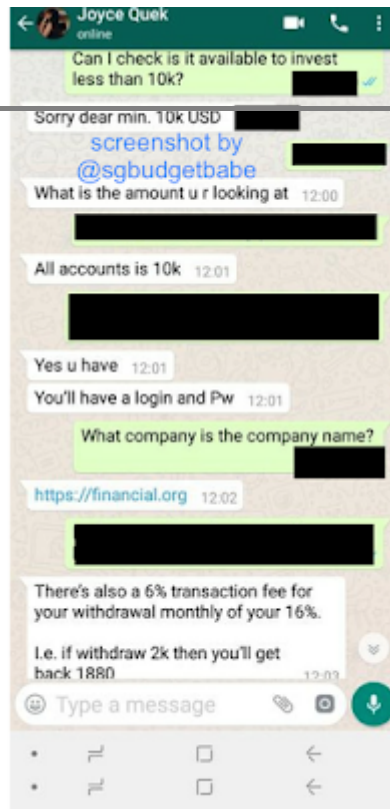 Joyce Quek
online
Can I check is it available to invest
less than 10k?
Sorry dear min. 10k USD
screenshot by
@sgbudgetbabe
What is the amount u r looking at 12:00
All accounts is 10k 12:01
Yes u have 12:01
You'll have a login and Pw 12:01
What company is the company name?
https://financial.org 12:02
There's also a 6% transaction fee for
your withdrawal monthly of your 16%.
I.e. if withdraw 2k then you'll get
back 1880 12:03
Type a message